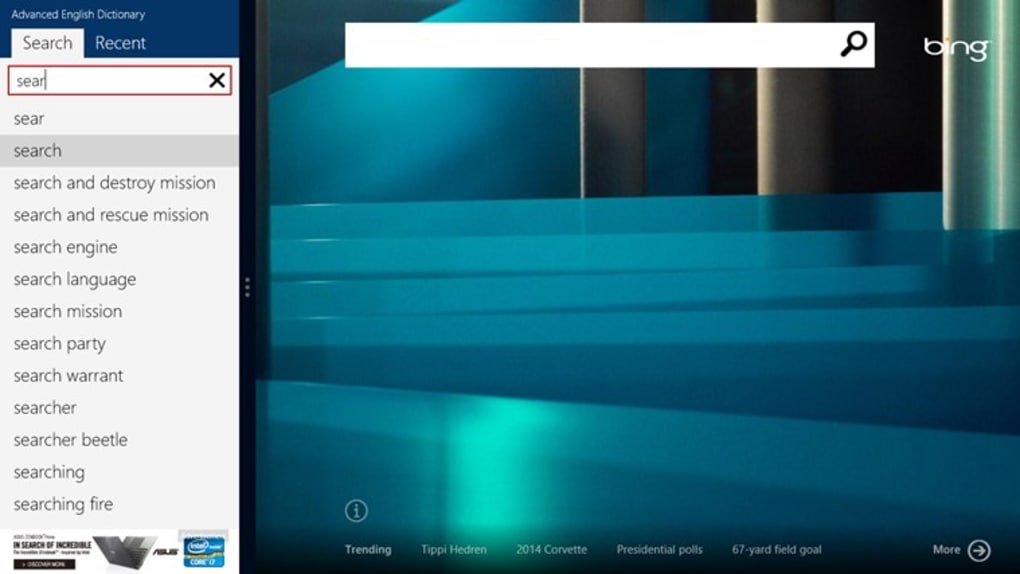 Advanced English Dictionary
Search Recent
sear
sear
search
search and destroy mission
search and rescue mission
search engine
search language
search mission
search party
search warrant
searcher
searcher beetle
searching
searching fire
IN SEARCH OF INCREDIBLE
DISCOVER MORE
ASUS
intel inside
CORE i7
bing
Trending Tippi Hedren 2014 Corvette Presidential polls 67-yard field goal More